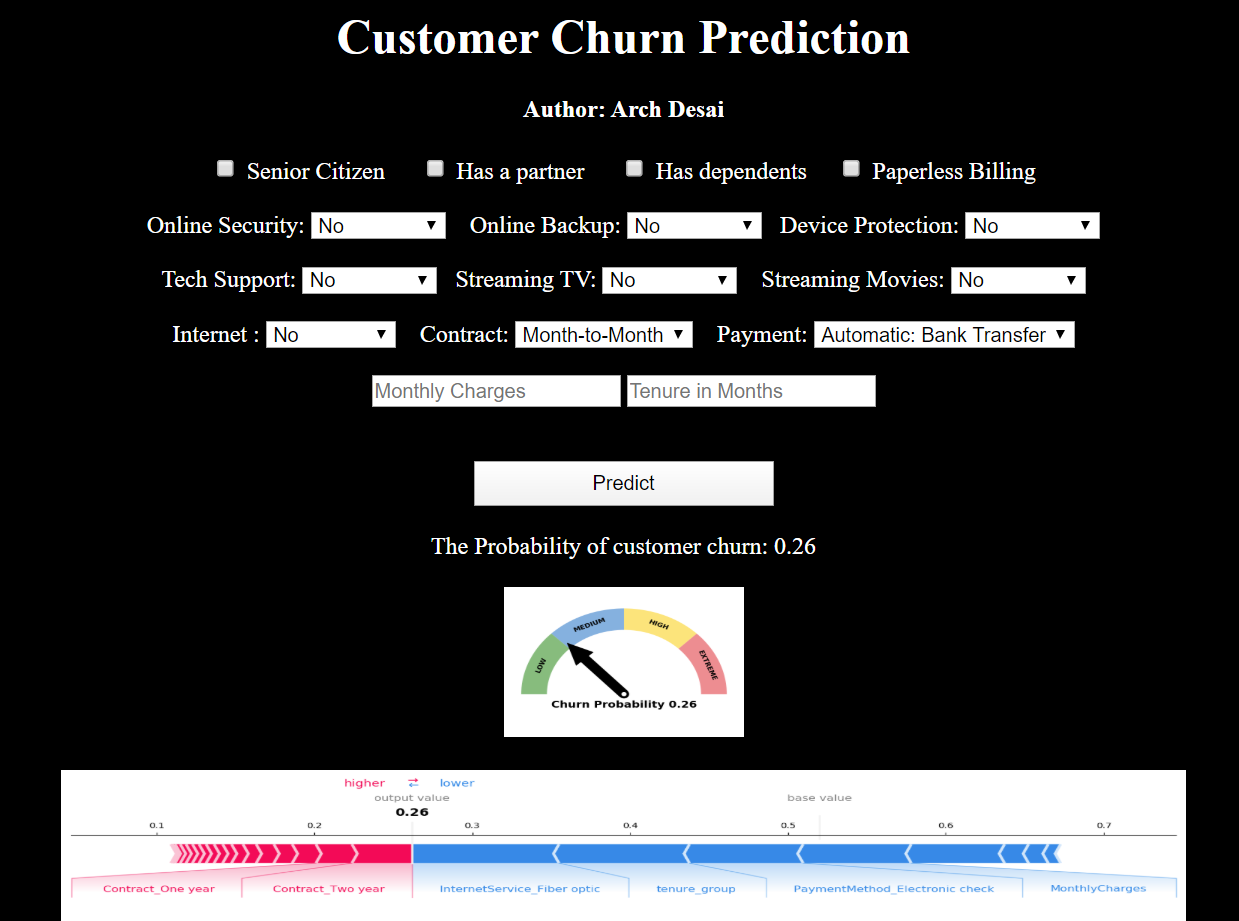 Customer Churn Prediction
Author: Arch Desai
Senior Citizen Has a partner Has dependents Paperless Billing
Online Security: No Online Backup: No Device Protection: No
Tech Support: No Streaming TV: No Streaming Movies: No
Internet : No Contract: Month-to-Month Payment: Automatic: Bank Transfer
Monthly Charges Tenure in Months
Predict
The Probability of customer churn: 0.26
LOW MEDIUM HIGH EXTREME
Churn Probability 0.26
higher lower
output value base value
0.26
0.1 0.2 0.3 0.4 0.5 0.6 0.7
Contract_One year Contract_Two year InternetService_Fiber optic tenure_group PaymentMethod_Electronic check MonthlyCharges